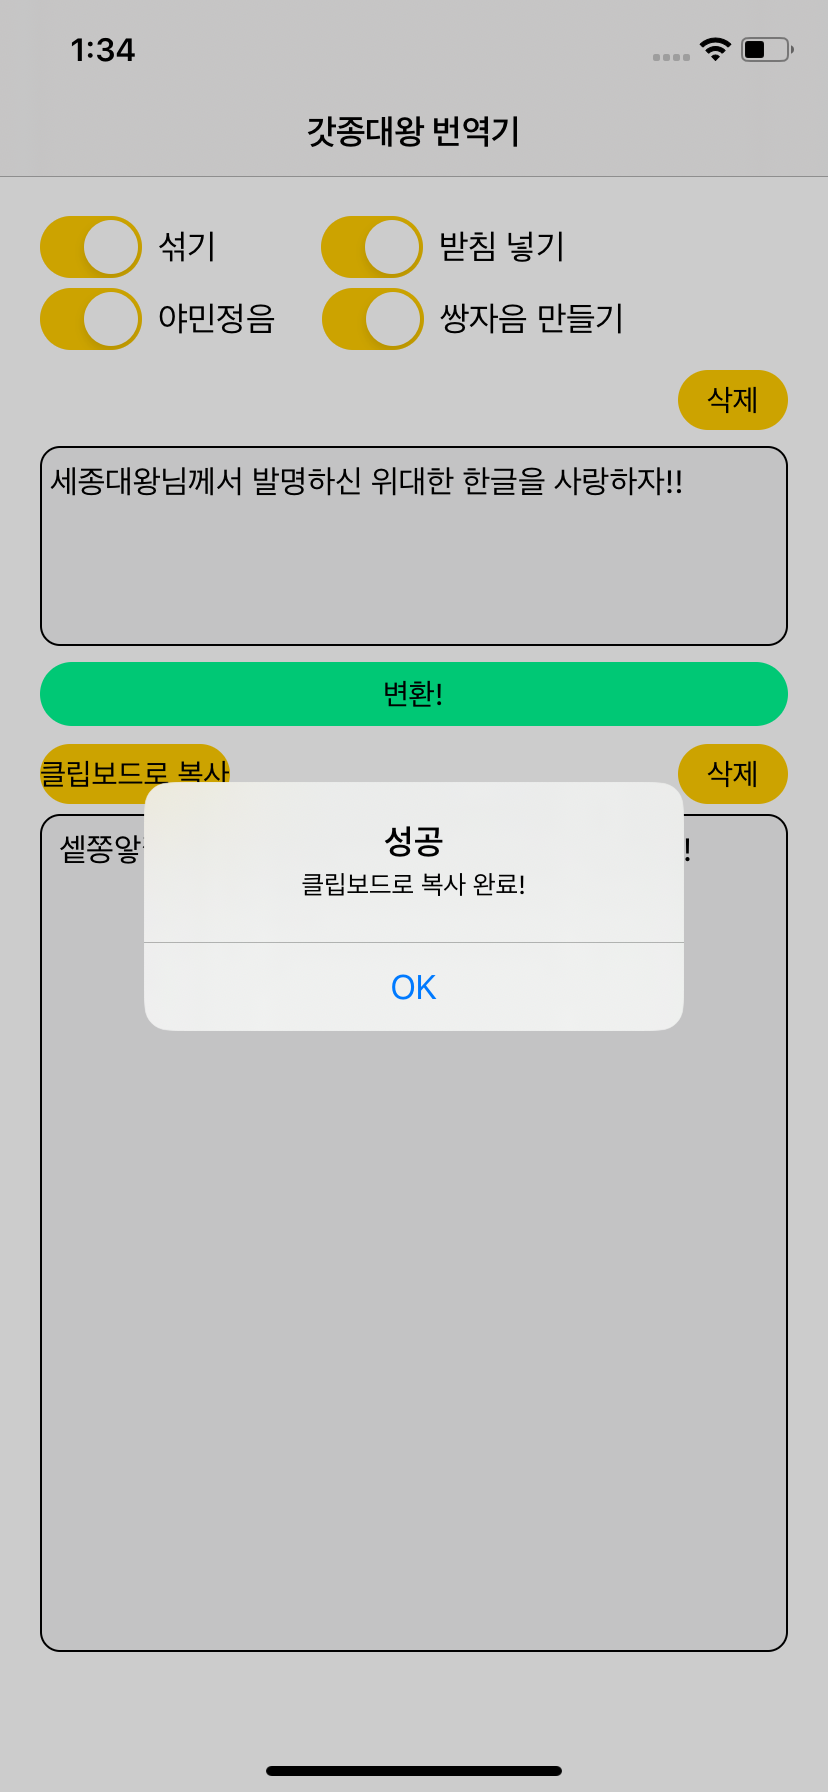 1:34
갓종대왕 번역기
섞기 받침 넣기
야민정음 쌍자음 만들기
삭제
세종대왕님께서 발명하신 위대한 한글을 사랑하자!!
변환!
클립보드로 복사 삭제
셑쫑앟 !
성공
클립보드로 복사 완료!
OK